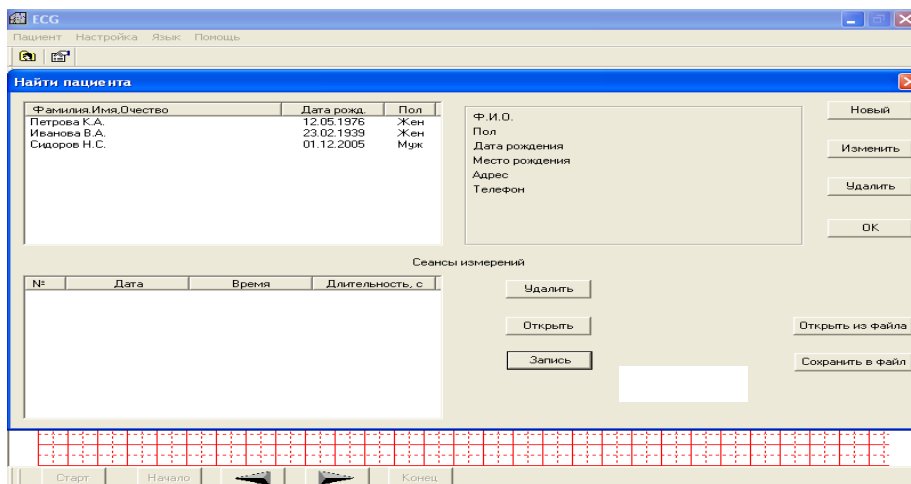 ECG
Пациент Настройка Язык Помощь
Найти пациента
Фамилия.Имя,Очество Дата рожд. Пол
Петрова К.А. 12.05.1976 Жен
Иванова В.А. 23.02.1939 Жен
Сидоров Н.С. 01.12.2005 Муж
Ф.И.О.
Пол
Дата рождения
Место рождения
Адрес
Телефон
Новый
Изменить
Удалить
OK
Сеансы измерений
№ Дата Время Длительность, с
Удалить
Открыть
Запись
Открыть из файла
Сохранить в файл
Старт Начало Конец